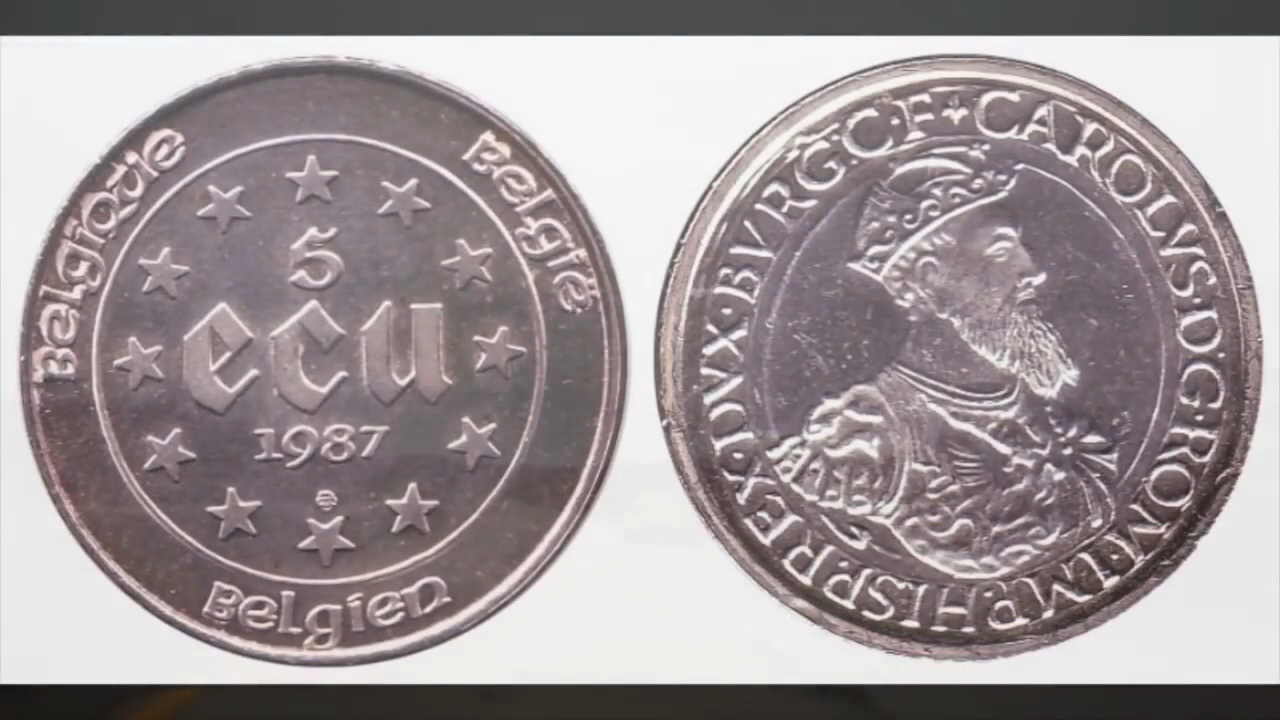 Belgique
België
5
ecu
1987
Belgien
CAROLVS·D·G·ROM·IMP·HISP·REX·DVX·BVRG·C·F